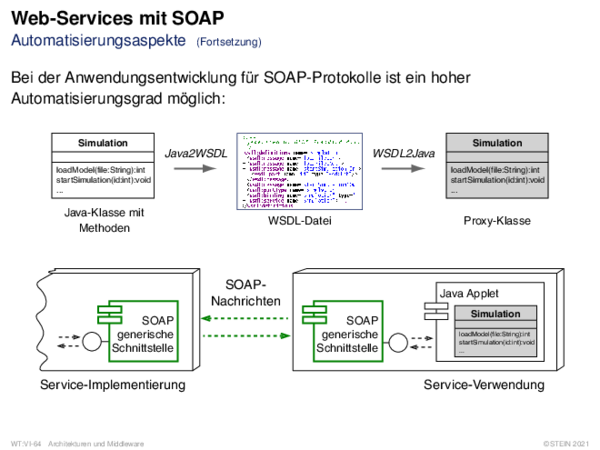 Web-Services mit SOAP
Automatisierungsaspekte (Fortsetzung)
Bei der Anwendungsentwicklung für SOAP-Protokolle ist ein hoher
Automatisierungsgrad möglich:
Simulation
loadModel(file:String):int
startSimulation(id:int):void
...
Java-Klasse mit
Methoden
Java2WSDL
WSDL-Datei
WSDL2Java
Simulation
loadModel(file:String):int
startSimulation(id:int):void
...
Proxy-Klasse
SOAP
generische
Schnittstelle
Service-Implementierung
SOAP-
Nachrichten
SOAP
generische
Schnittstelle
Java Applet
Simulation
loadModel(file:String):int
startSimulation(id:int):void
...
Service-Verwendung
WT:VI-64 Architekturen und Middleware
©STEIN 2021